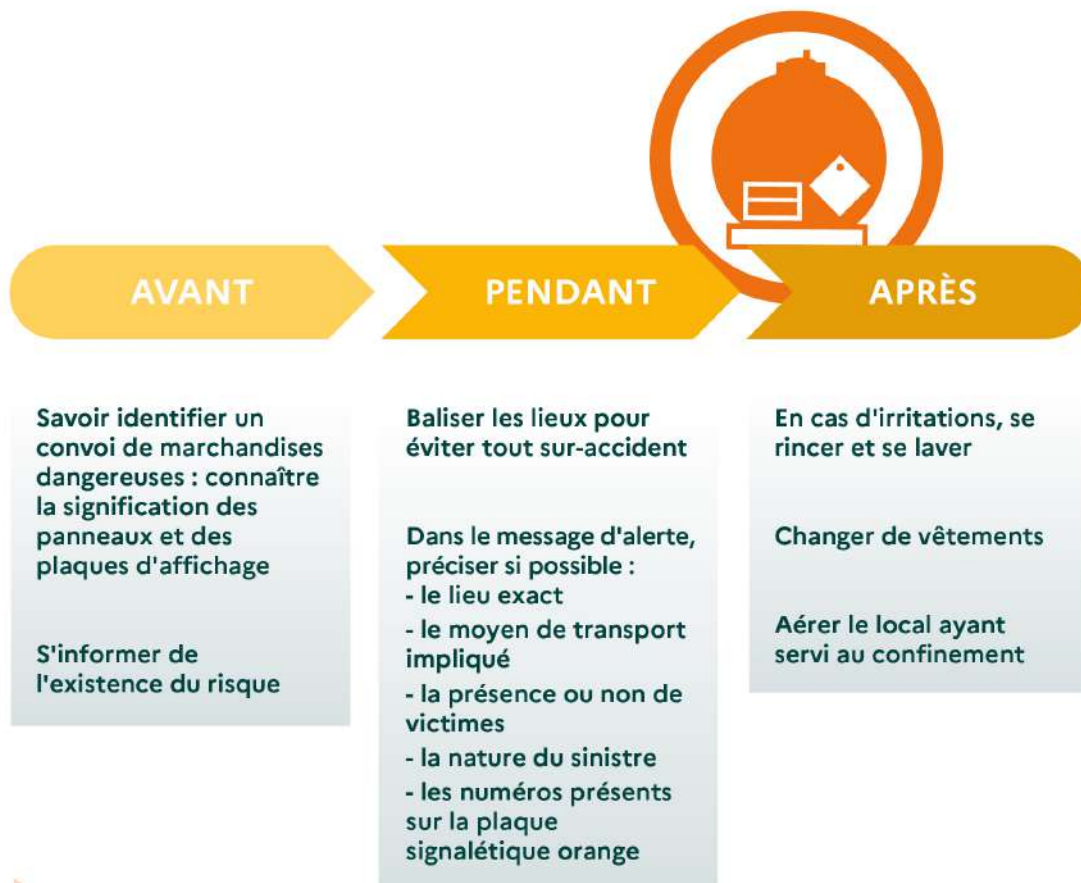 AVANT
PENDANT
APRÈS
Savoir identifier un
convoi de marchandises
dangereuses : connaître
la signification des
panneaux et des
plaques d'affichage
S'informer de
l'existence du risque
Baliser les lieux pour
éviter tout sur-accident
Dans le message d'alerte,
préciser si possible :
- le lieu exact
- le moyen de transport
impliqué
- la présence ou non de
victimes
- la nature du sinistre
- les numéros présents
sur la plaque
signalétique orange
En cas d'irritations, se
rincer et se laver
Changer de vêtements
Aérer le local ayant
servi au confinement